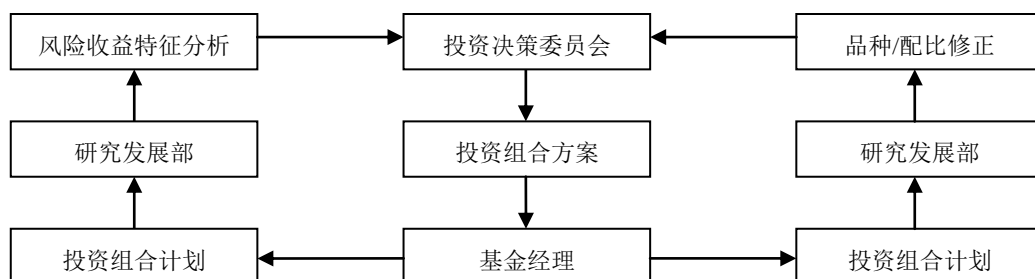 风险收益特征分析
投资决策委员会
品种/配比修正
研究发展部
投资组合方案
研究发展部
投资组合计划
基金经理
投资组合计划